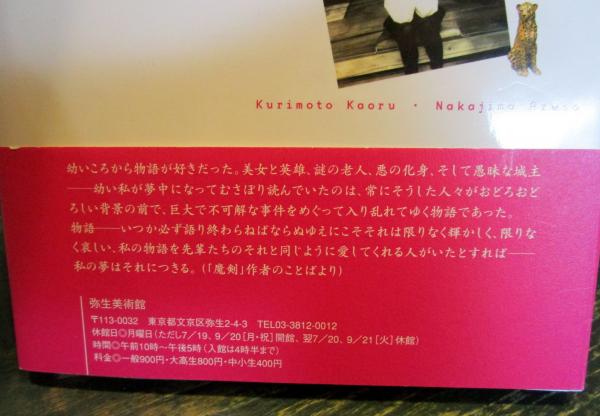 Kurimoto Kaoru ・ Nakajima Azusa
幼いころから物語が好きだった。美女と英雄、謎の老人、悪の化身、そして愚昧な城主
――幼い私が夢中になってむさぼり読んでいたのは、常にそうした人々がおどろおど
ろしい背景の前で、巨大で不可解な事件をめぐって入り乱れてゆく物語であった。
物語――いつか必ず語り終わらねばならぬゆえにこそそれは限りなく輝かしく、限りな
く哀しい、私の物語を先輩たちのそれと同じように愛してくれる人がいたとすれば――
私の夢はそれにつきる。(「魔剣」作者のことばより)
弥生美術館
〒113-0032 東京都文京区弥生2-4-3 TEL03-3812-0012
休館日◎月曜日(ただし7/19、9/20[月・祝]開館、翌7/20、9/21[火]休館)
時間◎午前10時〜午後5時(入館は4時半まで)
料金◎一般900円・大高生800円・中小生400円